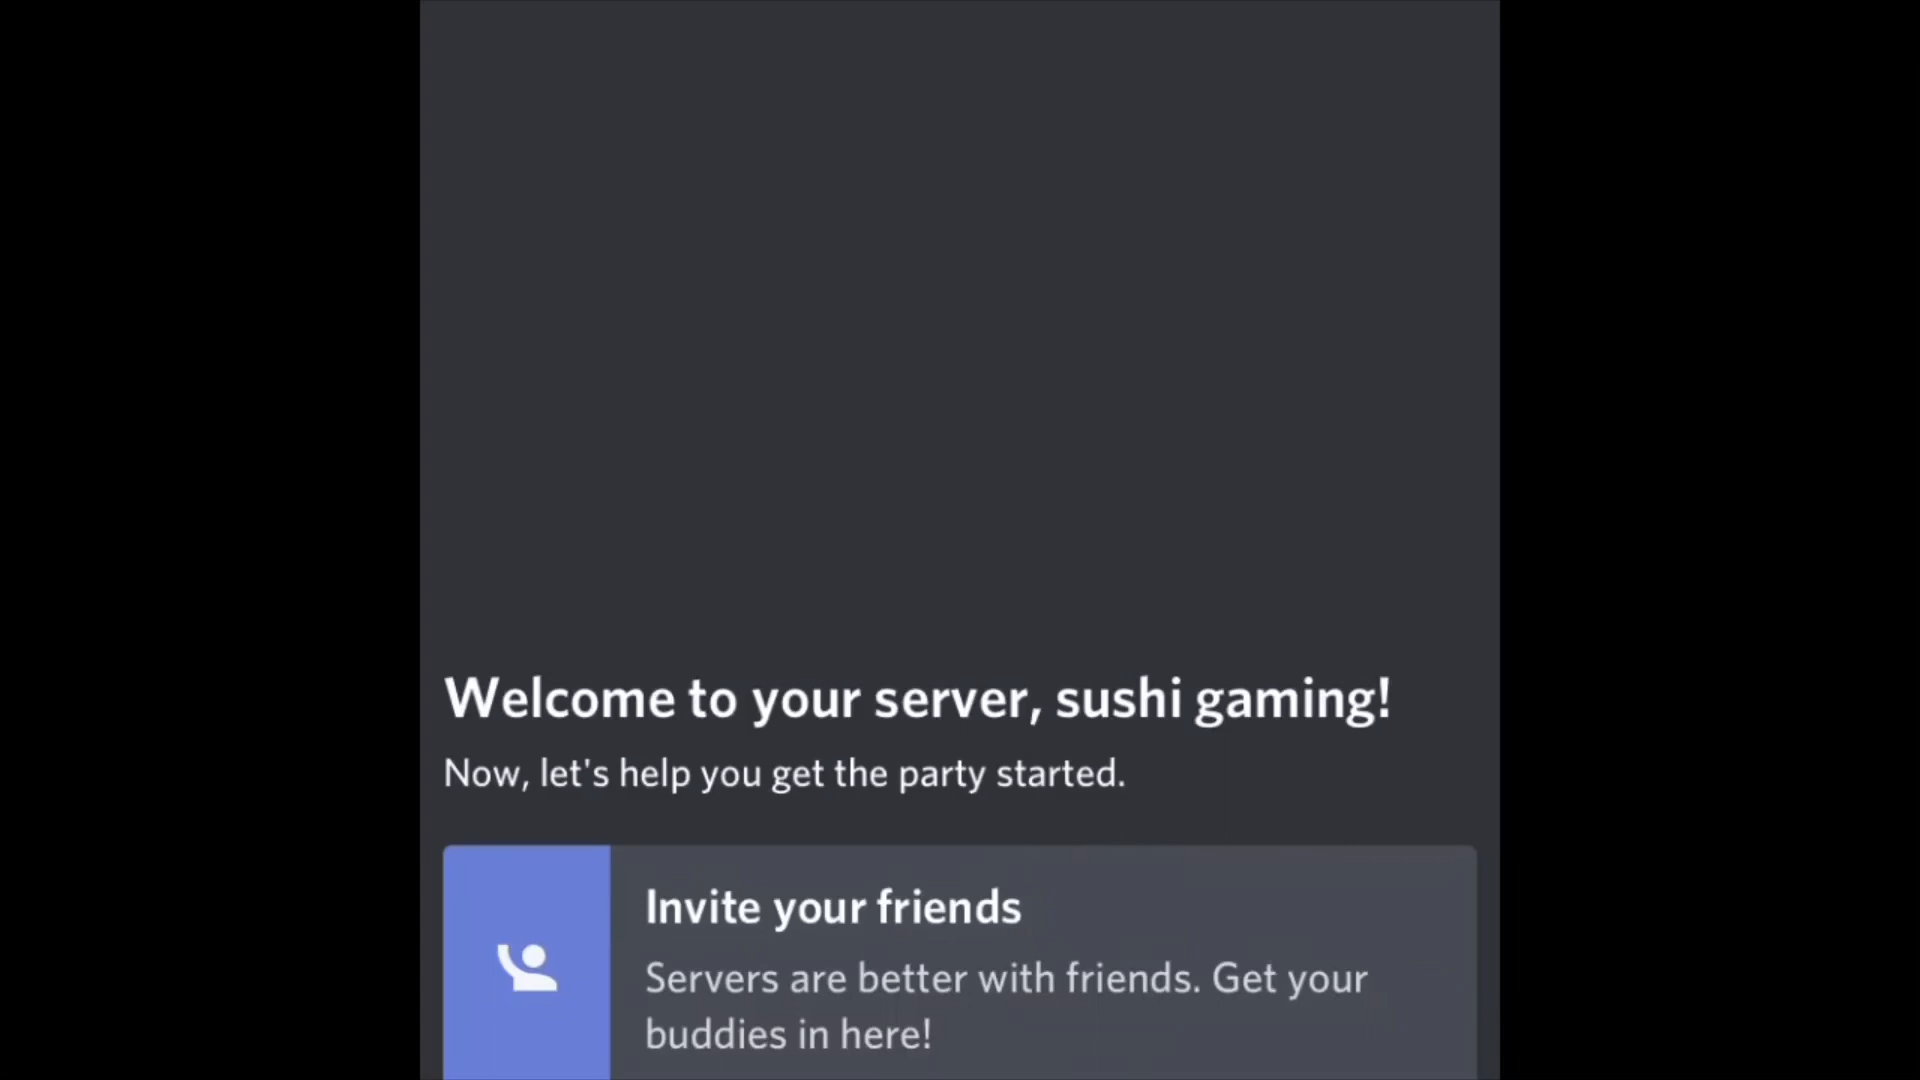 Welcome to your server, sushi gaming!
Now, let's help you get the party started.
Invite your friends
Servers are better with friends. Get your
buddies in here!